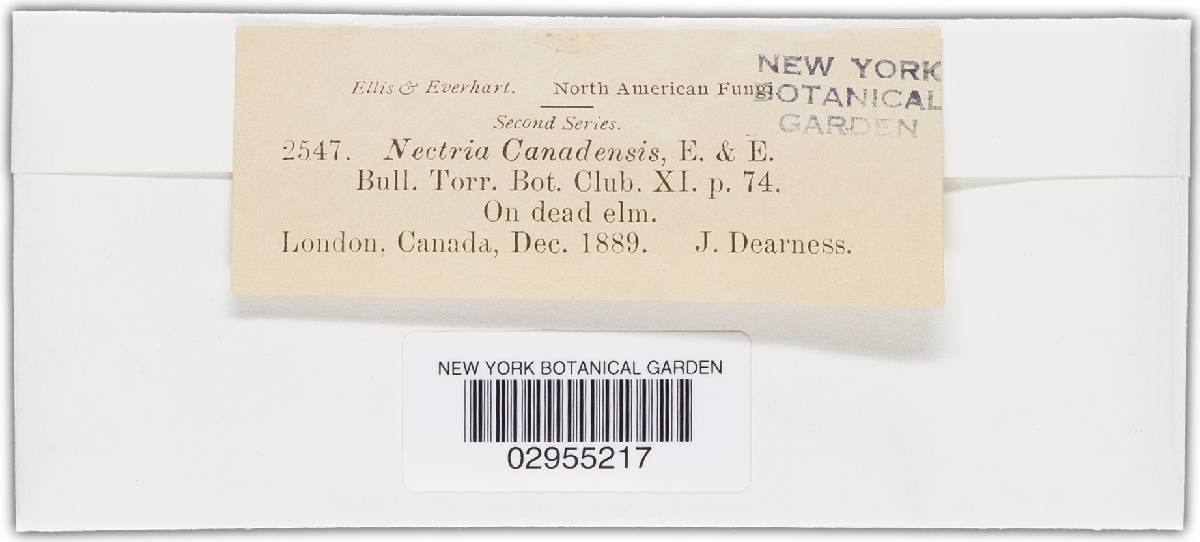 Ellis & Everhart. North American Fungi.
NEW YORK
BOTANICAL
GARDEN
Second Series.
2547. Nectria Canadensis, E. & E.
Bull. Torr. Bot. Club. XI. p. 74.
On dead elm.
London, Canada, Dec. 1889. J. Dearness.
NEW YORK BOTANICAL GARDEN
02955217